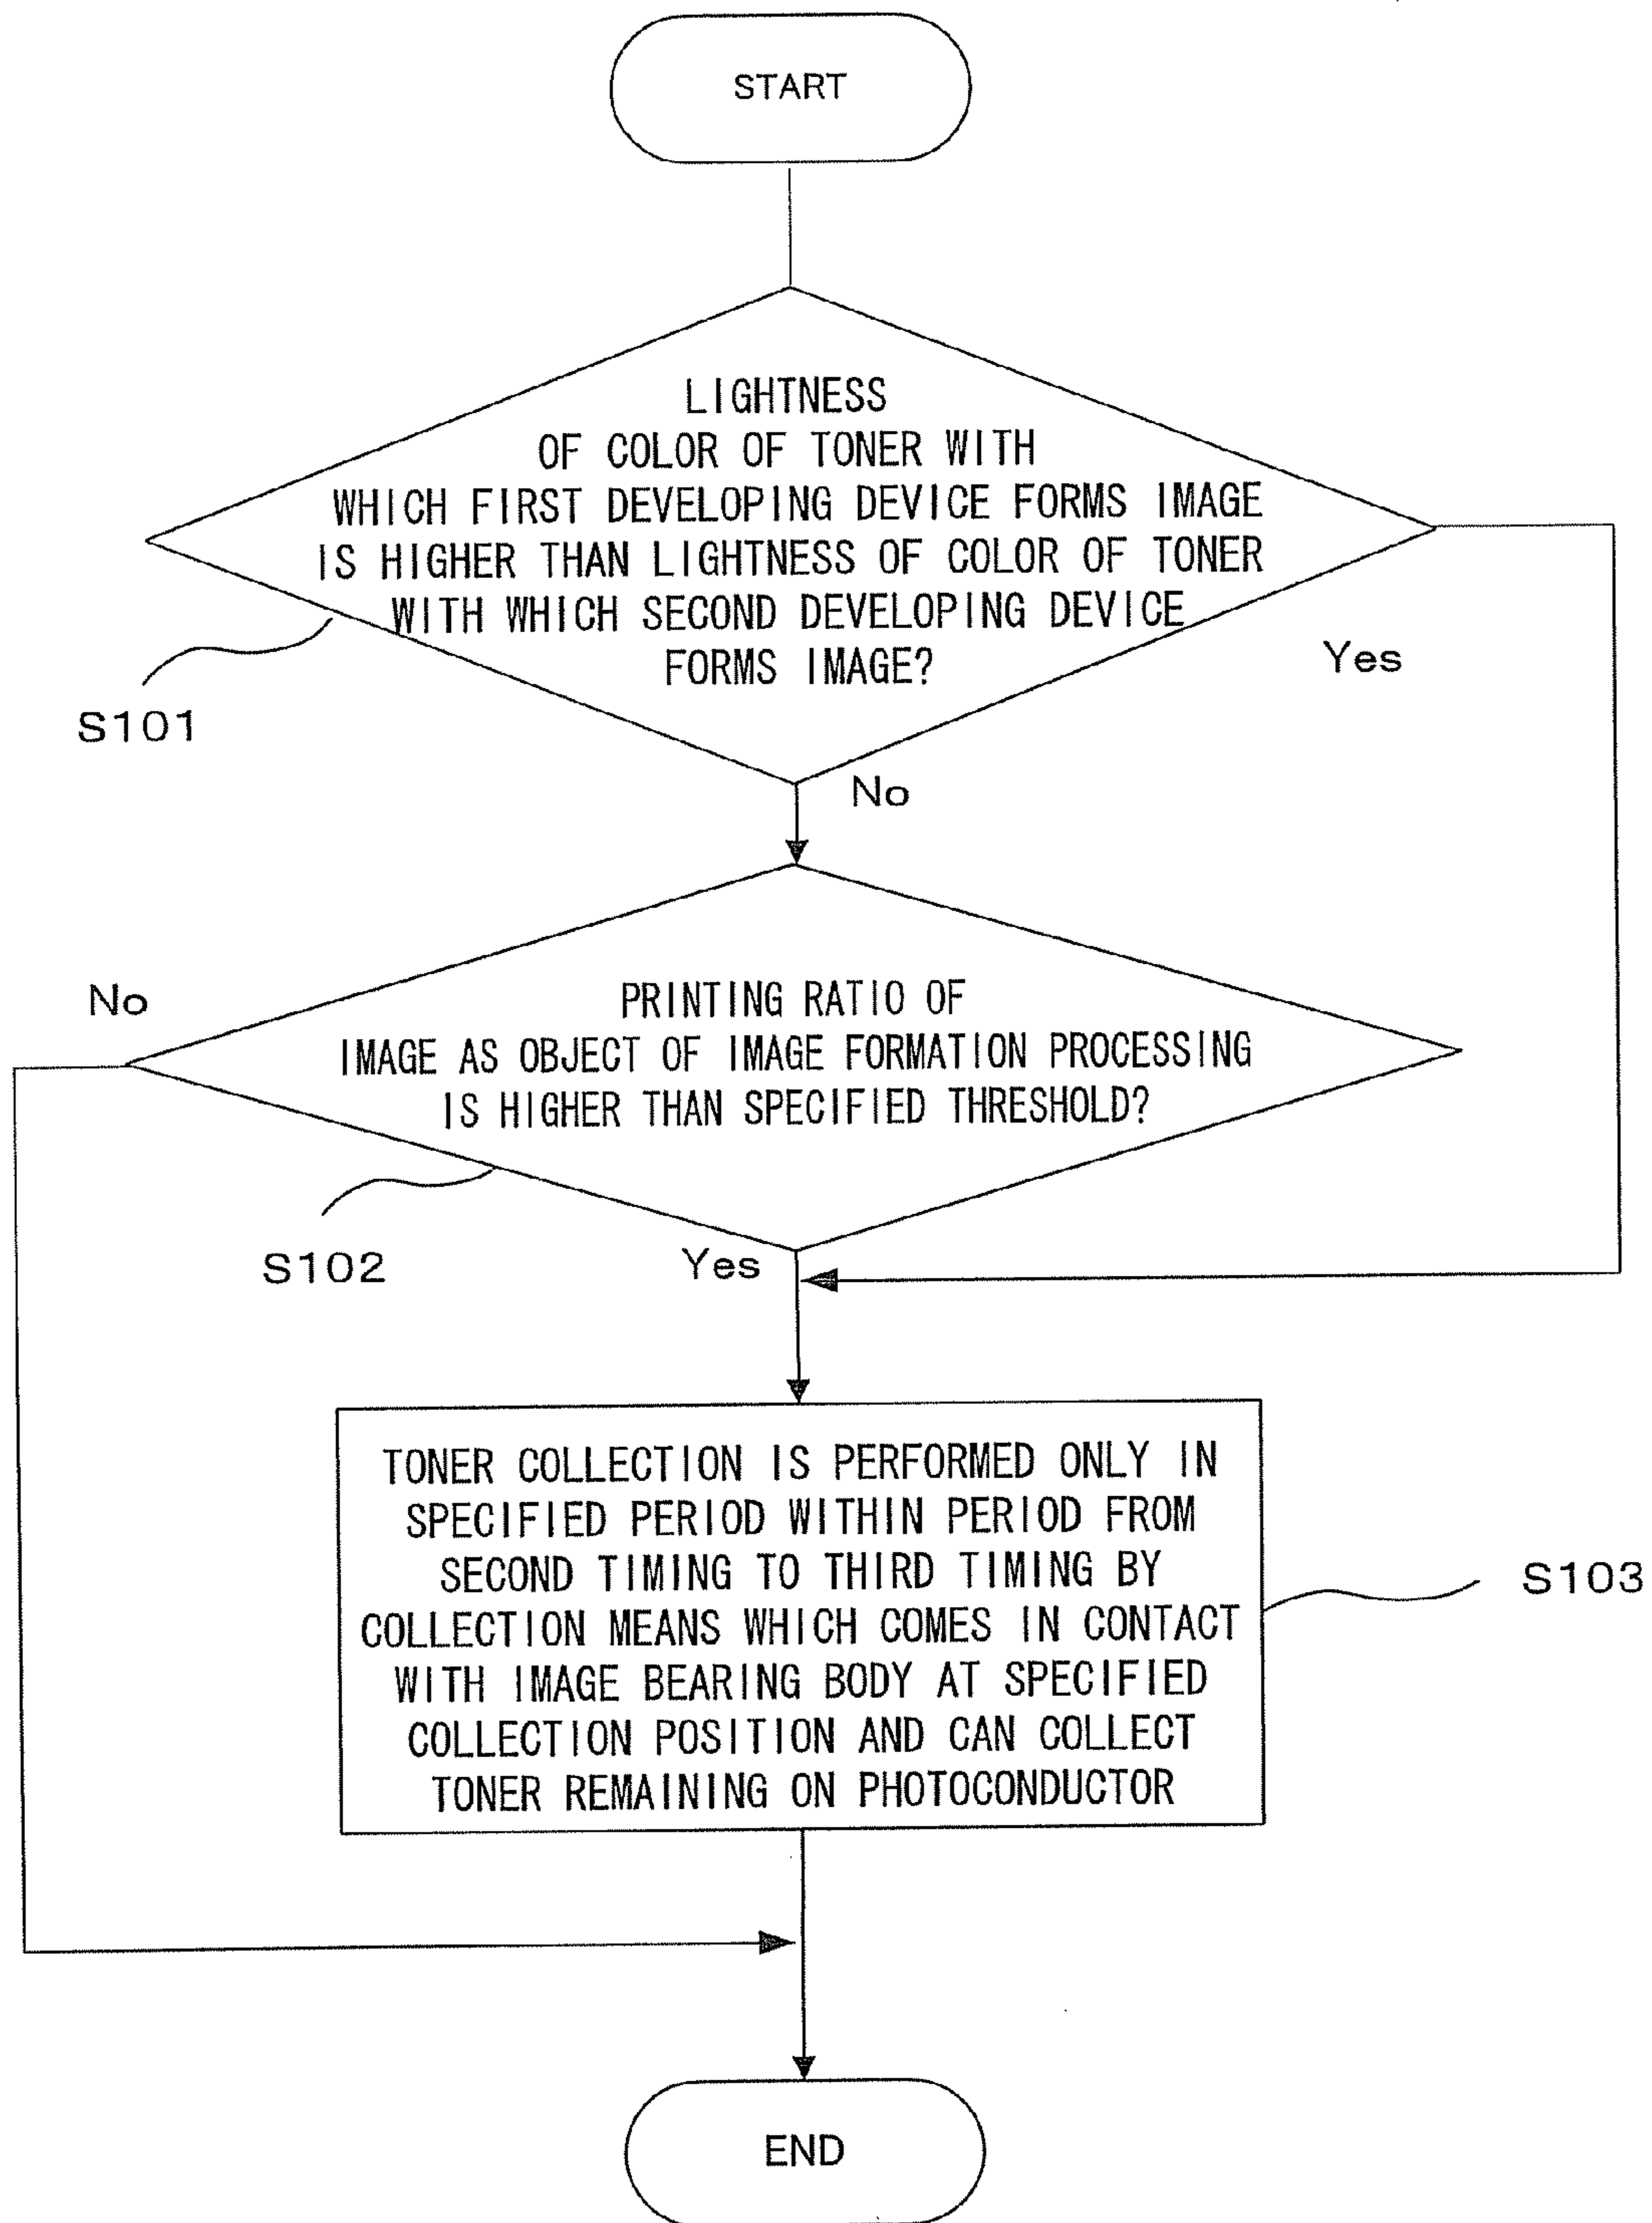 START
LIGHTNESS
OF COLOR OF TONER WITH
WHICH FIRST DEVELOPING DEVICE FORMS IMAGE
IS HIGHER THAN LIGHTNESS OF COLOR OF TONER
WITH WHICH SECOND DEVELOPING DEVICE
FORMS IMAGE?
Yes
S101
No
No
PRINTING RATIO OF
IMAGE AS OBJECT OF IMAGE FORMATION PROCESSING
IS HIGHER THAN SPECIFIED THRESHOLD?
S102
Yes
TONER COLLECTION IS PERFORMED ONLY IN
SPECIFIED PERIOD WITHIN PERIOD FROM
SECOND TIMING TO THIRD TIMING BY
COLLECTION MEANS WHICH COMES IN CONTACT
WITH IMAGE BEARING BODY AT SPECIFIED
COLLECTION POSITION AND CAN COLLECT
TONER REMAINING ON PHOTOCONDUCTOR
S103
END